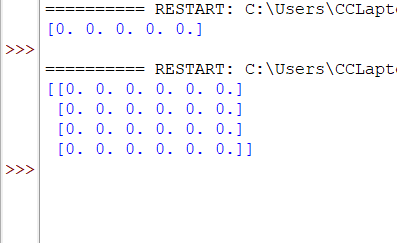 ========== RESTART: C:\Users\CCLapto
[0. 0. 0. 0. 0.]
>>>
========== RESTART: C:\Users\CCLapto
[[0. 0. 0. 0. 0. 0.]
 [0. 0. 0. 0. 0. 0.]
 [0. 0. 0. 0. 0. 0.]
 [0. 0. 0. 0. 0. 0.]]
>>>